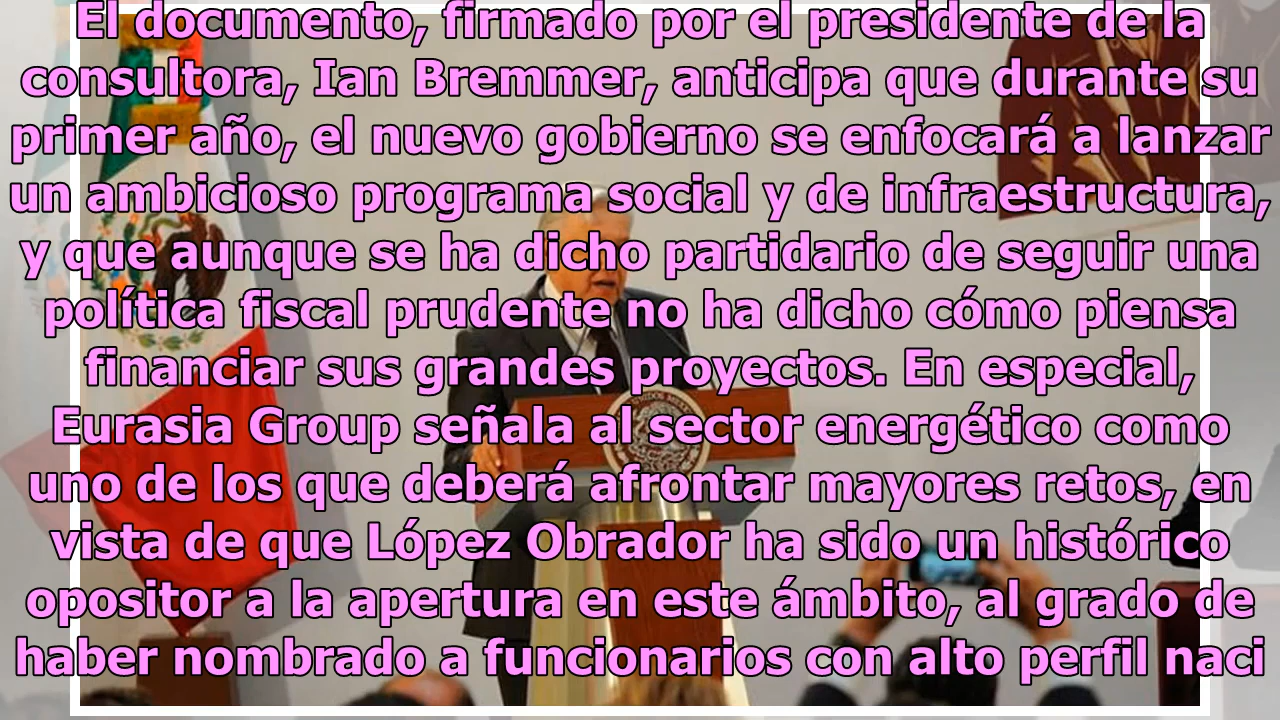 El documento, firmado por el presidente de la
consultora, Ian Bremmer, anticipa que durante su
primer año, el nuevo gobierno se enfocará a lanzar
un ambicioso programa social y de infraestructura,
y que aunque se ha dicho partidario de seguir una
política fiscal prudente no ha dicho cómo piensa
financiar sus grandes proyectos. En especial,
Eurasia Group señala al sector energético como
uno de los que deberá afrontar mayores retos, en
vista de que López Obrador ha sido un histórico
opositor a la apertura en este ámbito, al grado de
haber nombrado a funcionarios con alto perfil naci